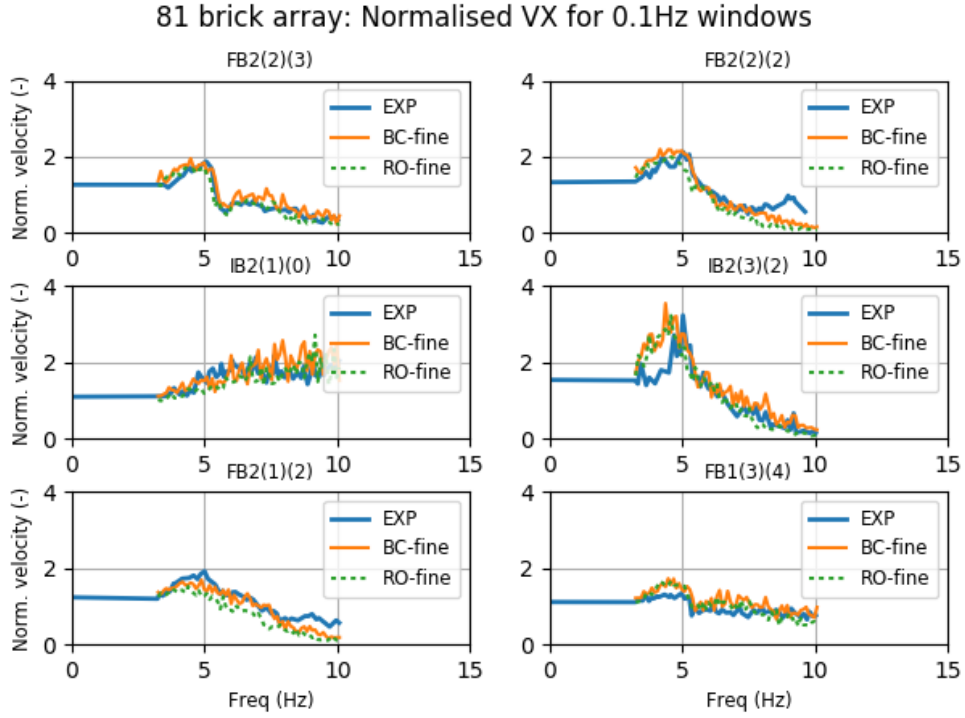 81 brick array: Normalised VX for 0.1Hz windows
FB2(2)(3)
FB2(2)(2)
Norm. velocity (-)
4
2
0
EXP
BC-fine
RO-fine
0 5 10 15
4
2
0
EXP
BC-fine
RO-fine
0 5 10 15
IB2(1)(0)
IB2(3)(2)
Norm. velocity (-)
4
2
0
EXP
BC-fine
RO-fine
0 5 10 15
4
2
0
EXP
BC-fine
RO-fine
0 5 10 15
FB2(1)(2)
FB1(3)(4)
Norm. velocity (-)
4
2
0
EXP
BC-fine
RO-fine
0 5 10 15
Freq (Hz)
4
2
0
EXP
BC-fine
RO-fine
0 5 10 15
Freq (Hz)